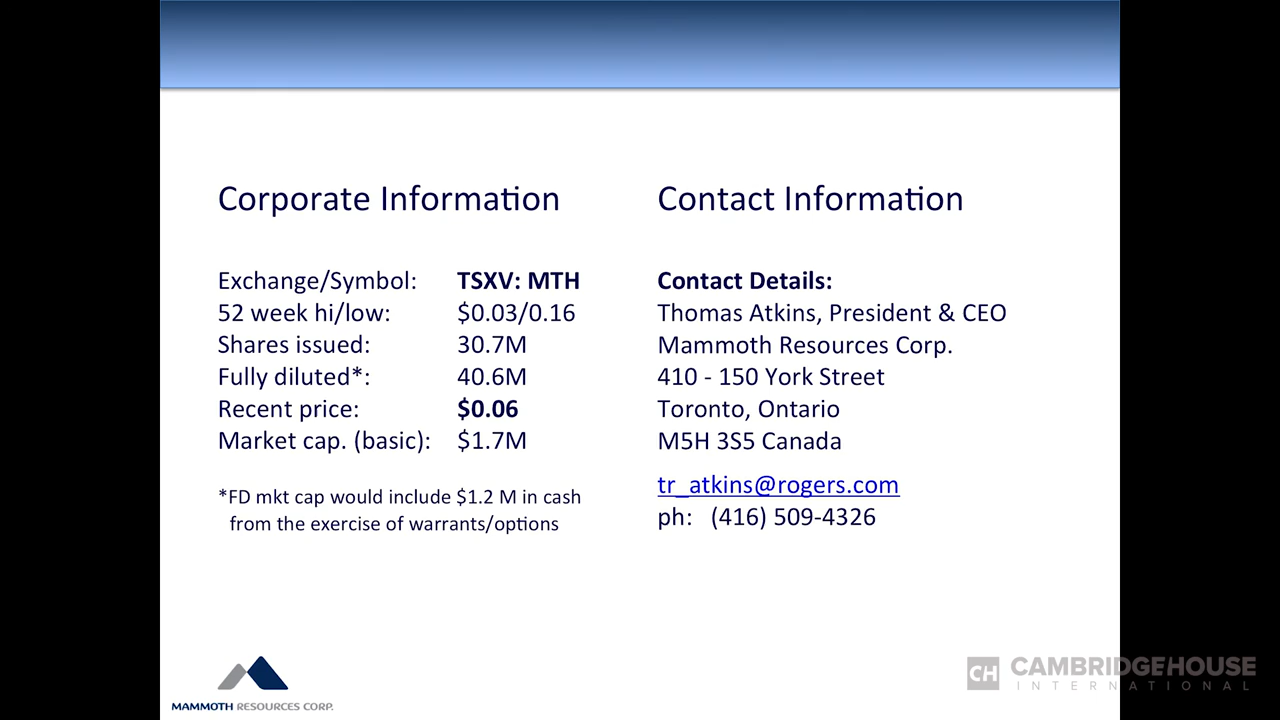 Corporate Information
Exchange/Symbol: TSXV: MTH
52 week hi/low: $0.03/0.16
Shares issued: 30.7M
Fully diluted*: 40.6M
Recent price: $0.06
Market cap. (basic): $1.7M
*FD mkt cap would include $1.2 M in cash
from the exercise of warrants/options
Contact Information
Contact Details:
Thomas Atkins, President & CEO
Mammoth Resources Corp.
410 - 150 York Street
Toronto, Ontario
M5H 3S5 Canada
tr_atkins@rogers.com
ph: (416) 509-4326
MAMMOTH RESOURCES CORP.
CH CAMBRIDGEHOUSE
INTERNATIONAL